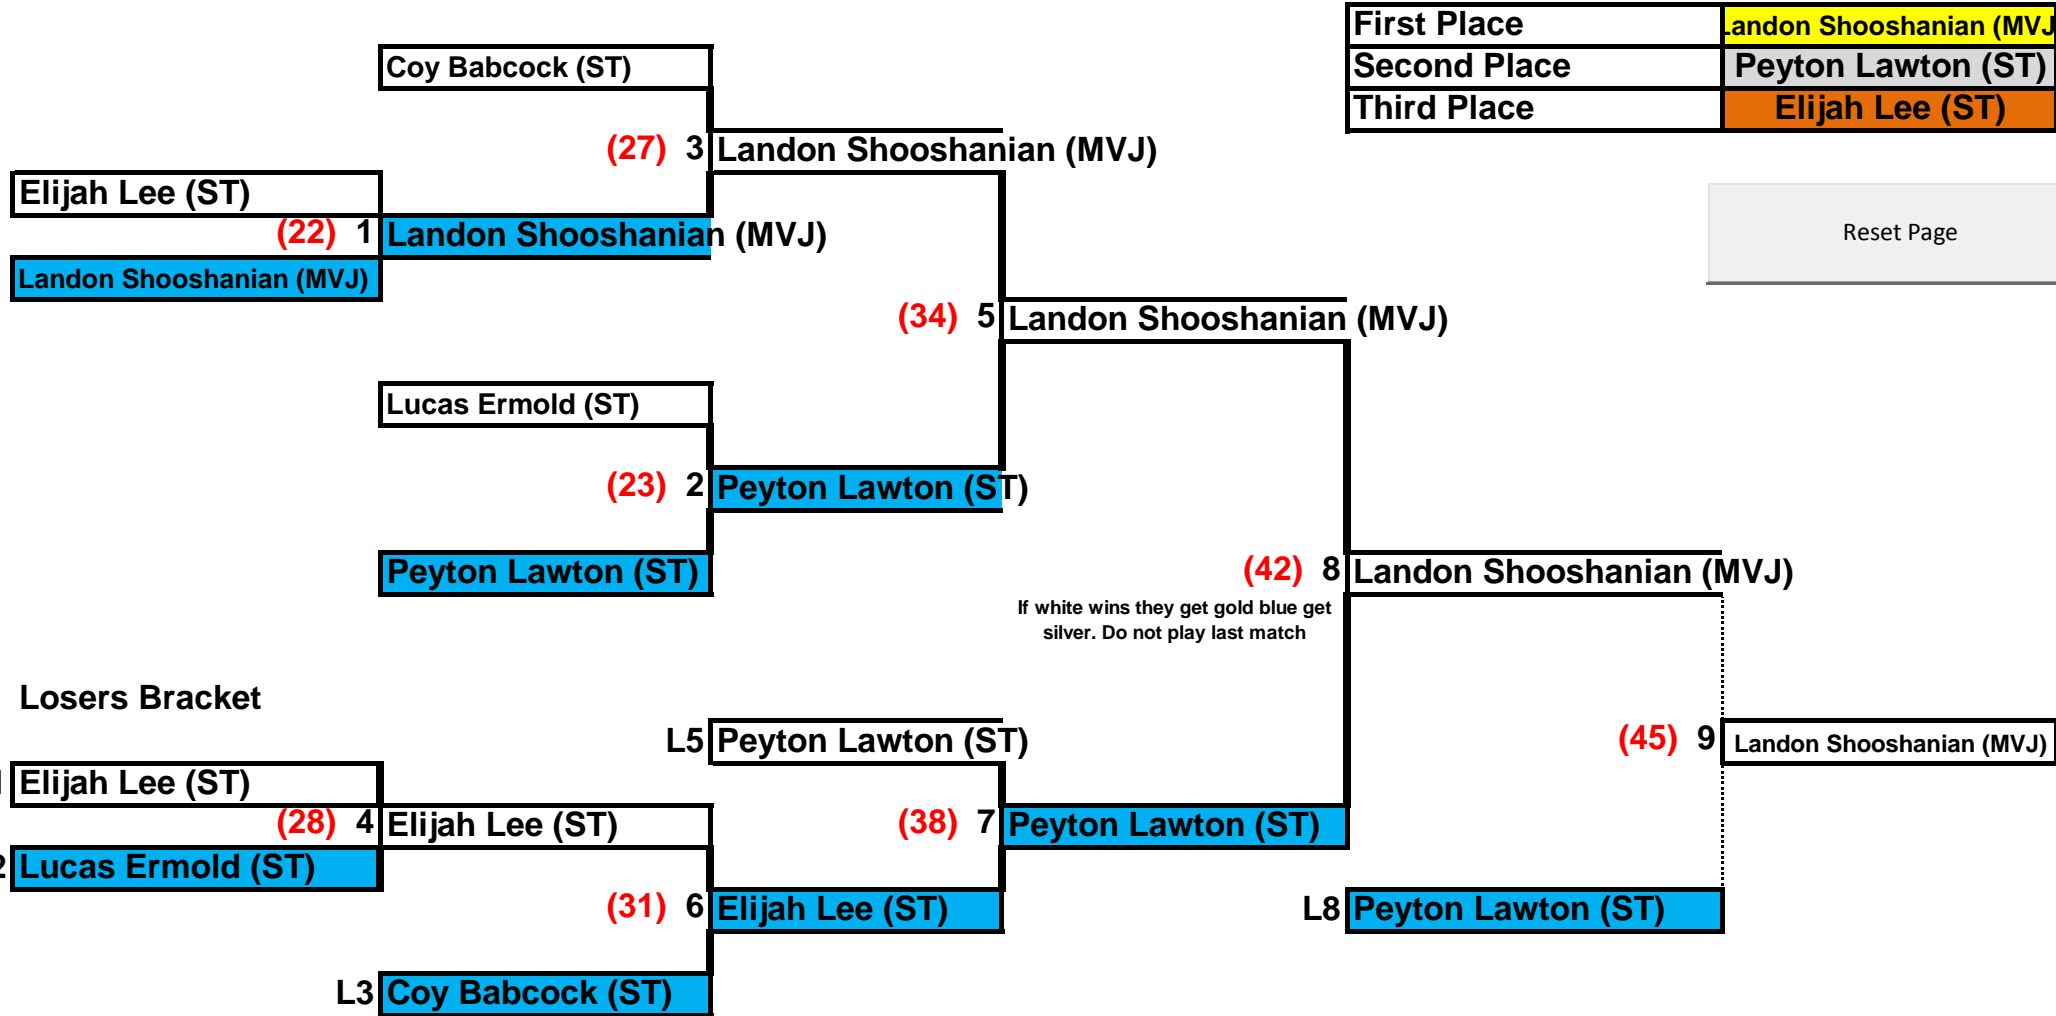 First Place Landon Shooshanian (MVJ
Coy Babcock (ST)
Second Place Peyton Lawton (ST)
Third Place Elijah Lee (ST)
(27) 3 Landon Shooshanian (MVJ)
Elijah Lee (ST)
(22) 1 Landon Shooshanian (MVJ)
Reset Page
Landon Shooshanian (MVJ)
(34) 5 Landon Shooshanian (MVJ)
Lucas Ermold (ST)
(23) 2 Peyton Lawton (ST)
Peyton Lawton (ST)
(42) 8 Landon Shooshanian (MVJ)
If white wins they get gold blue get
silver. Do not play last match
Losers Bracket
L5 Peyton Lawton (ST)
(45) 9 Landon Shooshanian (MVJ)
Elijah Lee (ST)
(28) 4 Elijah Lee (ST)
(38) 7 Peyton Lawton (ST)
2 Lucas Ermold (ST)
(31) 6 Elijah Lee (ST)
L8 Peyton Lawton (ST)
L3 Coy Babcock (ST)